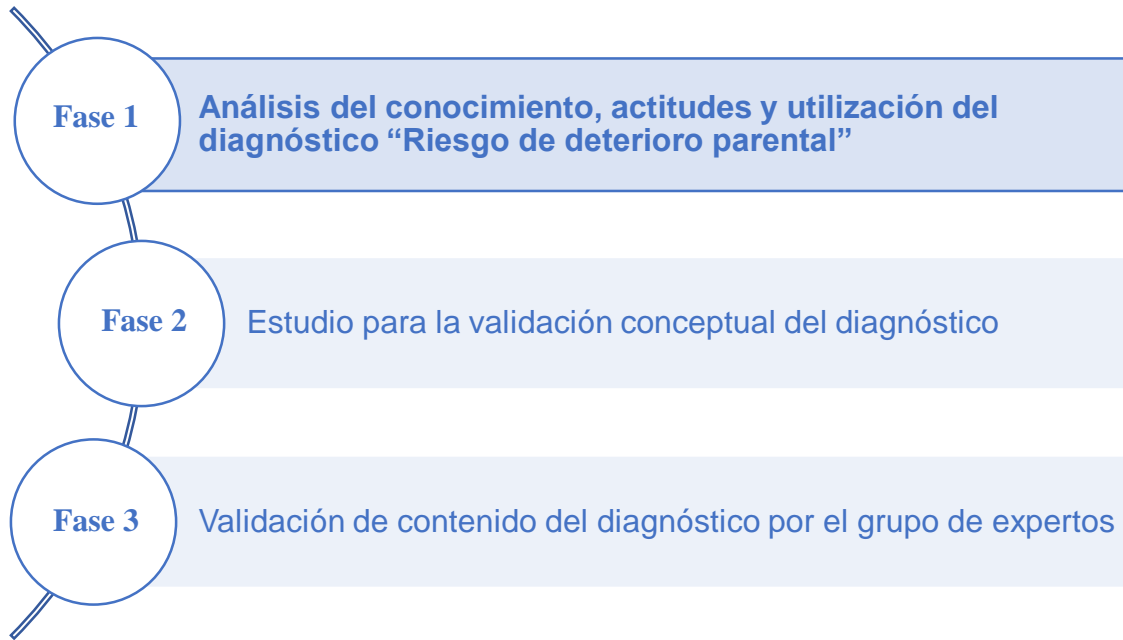 Fase 1
Análisis del conocimiento, actitudes y utilización del
diagnóstico “Riesgo de deterioro parental”
Fase 2
Estudio para la validación conceptual del diagnóstico
Fase 3
Validación de contenido del diagnóstico por el grupo de expertos